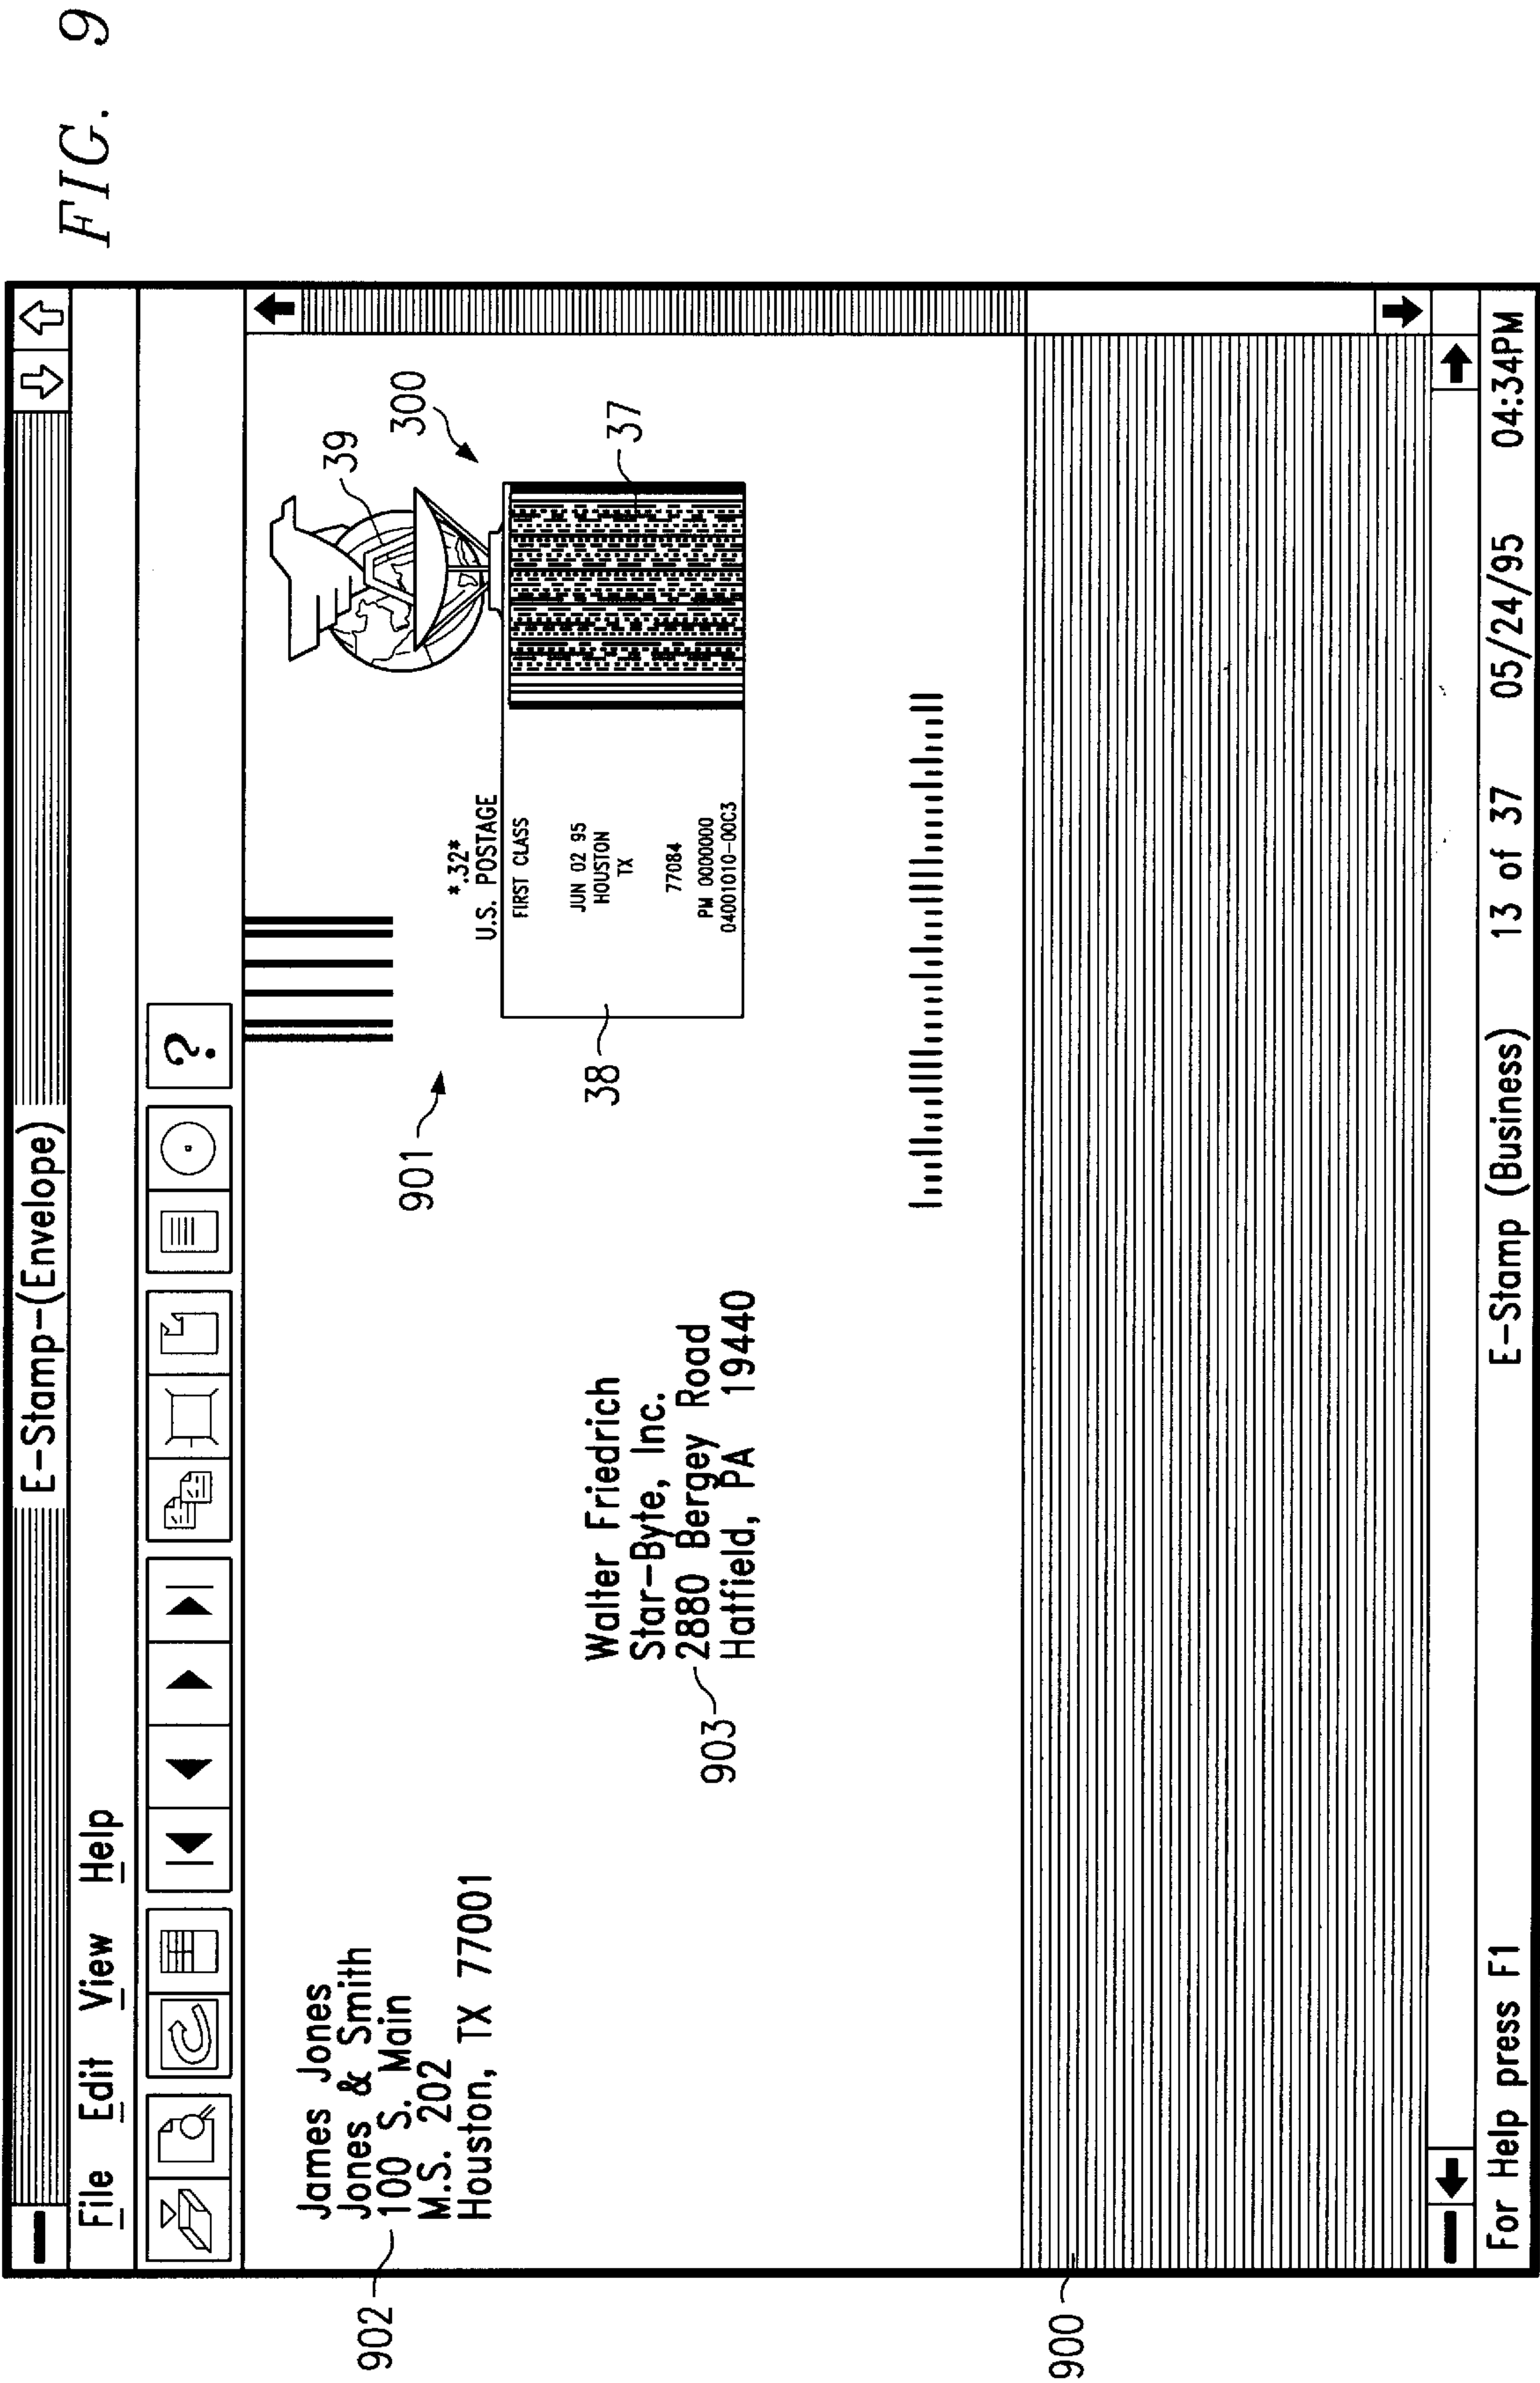 FIG. 9
E-Stamp-(Envelope)
File Edit View Help
?
James Jones
Jones & Smith
100 S. Main
M.S. 202
Houston, TX 77001
902
901
39
300
*.32*
U.S. POSTAGE
FIRST CLASS
JUN 02 95
HOUSTON
TX
77084
PM 0000000
04001010-00C3
38
37
Walter Friedrich
Star-Byte, Inc.
2880 Bergey Road
Hatfield, PA 19440
903
900
For Help press F1 E-Stamp (Business) 13 of 37 05/24/95 04:34PM